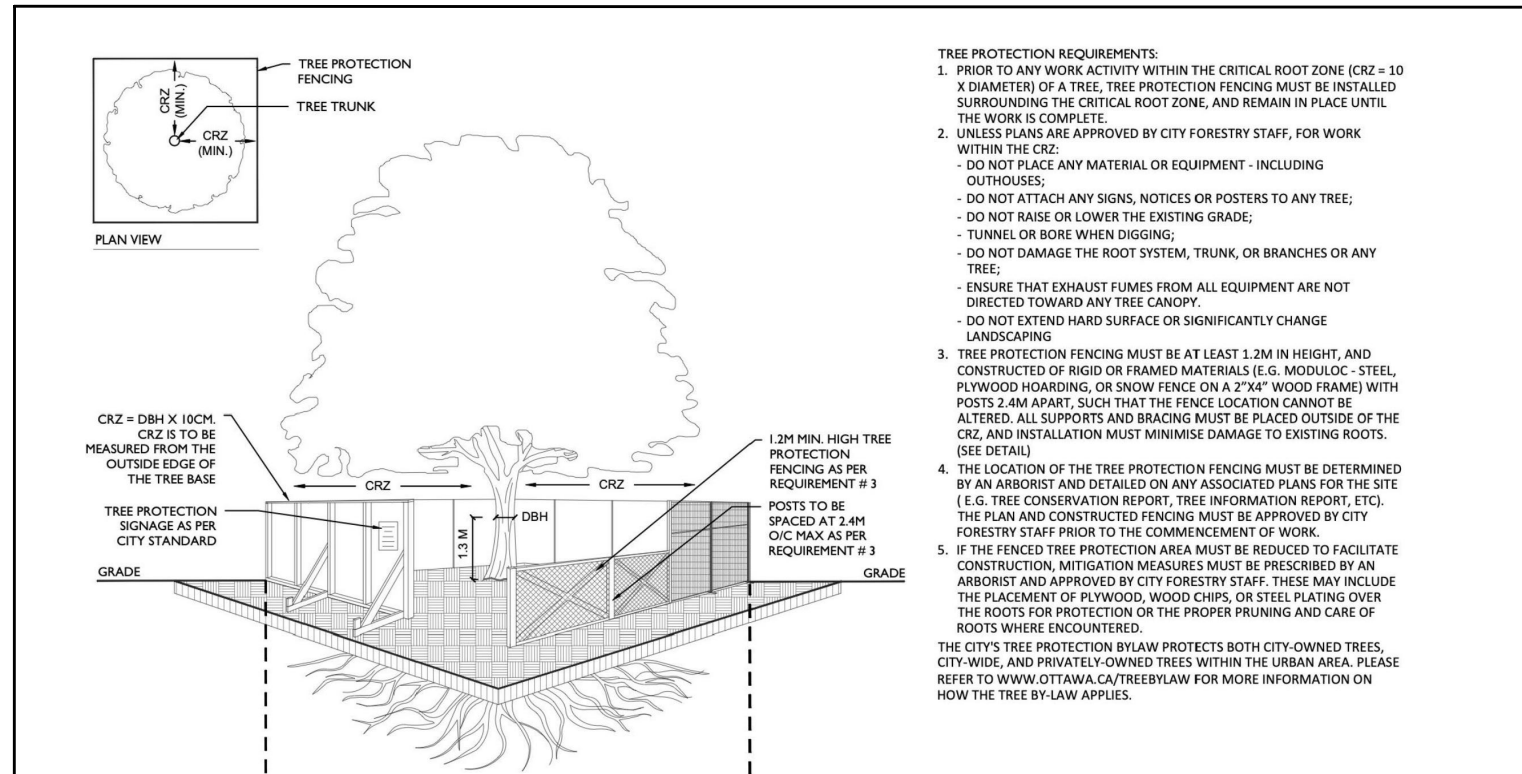 TREE PROTECTION
FENCING
TREE TRUNK
CRZ
(MIN.)
CRZ
(MIN.)
PLAN VIEW
CRZ = DBH X 10CM.
CRZ IS TO BE
MEASURED FROM THE
OUTSIDE EDGE OF
THE TREE BASE
TREE PROTECTION
SIGNAGE AS PER
CITY STANDARD
GRADE
CRZ
CRZ
DBH
1.3 M
1.2M MIN. HIGH TREE
PROTECTION
FENCING AS PER
REQUIREMENT # 3
POSTS TO BE
SPACED AT 2.4M
O/C MAX AS PER
REQUIREMENT # 3
GRADE
TREE PROTECTION REQUIREMENTS:
1. PRIOR TO ANY WORK ACTIVITY WITHIN THE CRITICAL ROOT ZONE (CRZ = 10
X DIAMETER) OF A TREE, TREE PROTECTION FENCING MUST BE INSTALLED
SURROUNDING THE CRITICAL ROOT ZONE, AND REMAIN IN PLACE UNTIL
THE WORK IS COMPLETE.
2. UNLESS PLANS ARE APPROVED BY CITY FORESTRY STAFF, FOR WORK
WITHIN THE CRZ:
- DO NOT PLACE ANY MATERIAL OR EQUIPMENT - INCLUDING
OUTHOUSES;
- DO NOT ATTACH ANY SIGNS, NOTICES OR POSTERS TO ANY TREE;
- DO NOT RAISE OR LOWER THE EXISTING GRADE;
- TUNNEL OR BORE WHEN DIGGING;
- DO NOT DAMAGE THE ROOT SYSTEM, TRUNK, OR BRANCHES OR ANY
TREE;
- ENSURE THAT EXHAUST FUMES FROM ALL EQUIPMENT ARE NOT
DIRECTED TOWARD ANY TREE CANOPY.
- DO NOT EXTEND HARD SURFACE OR SIGNIFICANTLY CHANGE
LANDSCAPING
3. TREE PROTECTION FENCING MUST BE AT LEAST 1.2M IN HEIGHT, AND
CONSTRUCTED OF RIGID OR FRAMED MATERIALS (E.G. MODULOC - STEEL,
PLYWOOD HOARDING, OR SNOW FENCE ON A 2"X4" WOOD FRAME) WITH
POSTS 2.4M APART, SUCH THAT THE FENCE LOCATION CANNOT BE
ALTERED. ALL SUPPORTS AND BRACING MUST BE PLACED OUTSIDE OF THE
CRZ, AND INSTALLATION MUST MINIMISE DAMAGE TO EXISTING ROOTS.
(SEE DETAIL)
4. THE LOCATION OF THE TREE PROTECTION FENCING MUST BE DETERMINED
BY AN ARBORIST AND DETAILED ON ANY ASSOCIATED PLANS FOR THE SITE
( E.G. TREE CONSERVATION REPORT, TREE INFORMATION REPORT, ETC).
THE PLAN AND CONSTRUCTED FENCING MUST BE APPROVED BY CITY
FORESTRY STAFF PRIOR TO THE COMMENCEMENT OF WORK.
5. IF THE FENCED TREE PROTECTION AREA MUST BE REDUCED TO FACILITATE
CONSTRUCTION, MITIGATION MEASURES MUST BE PRESCRIBED BY AN
ARBORIST AND APPROVED BY CITY FORESTRY STAFF. THESE MAY INCLUDE
THE PLACEMENT OF PLYWOOD, WOOD CHIPS, OR STEEL PLATING OVER
THE ROOTS FOR PROTECTION OR THE PROPER PRUNING AND CARE OF
ROOTS WHERE ENCOUNTERED.
THE CITY'S TREE PROTECTION BYLAW PROTECTS BOTH CITY-OWNED TREES,
CITY-WIDE, AND PRIVATELY-OWNED TREES WITHIN THE URBAN AREA. PLEASE
REFER TO WWW.OTTAWA.CA/TREEBYLAW FOR MORE INFORMATION ON
HOW THE TREE BY-LAW APPLIES.